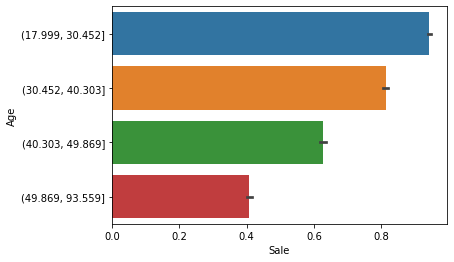 (17.999, 30.452]
(30.452, 40.303]
(40.303, 49.869]
(49.869, 93.559]
Age
0.0 0.2 0.4 0.6 0.8
Sale